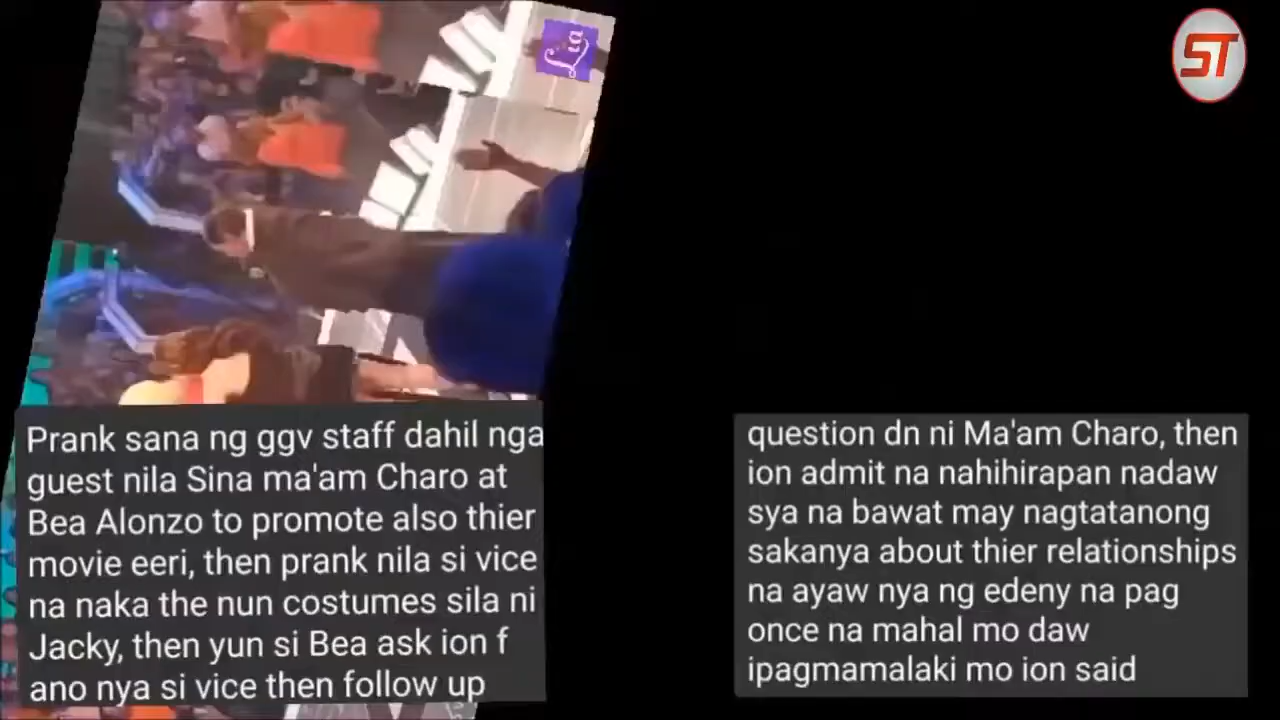 Lia
ST
Prank sana ng ggv staff dahil nga
guest nila Sina ma'am Charo at
Bea Alonzo to promote also thier
movie eeri, then prank nila si vice
na naka the nun costumes sila ni
Jacky, then yun si Bea ask ion f
ano nya si vice then follow up
question dn ni Ma'am Charo, then
ion admit na nahihirapan nadaw
sya na bawat may nagtatanong
sakanya about thier relationships
na ayaw nya ng edeny na pag
once na mahal mo daw
ipagmamalaki mo ion said